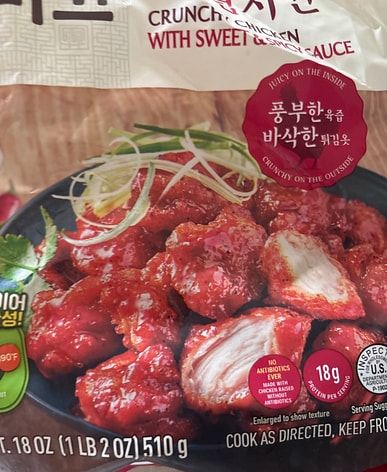 CRUNCHY CHICKEN
WITH SWEET & SPICY SAUCE
JUICY ON THE INSIDE
풍부한 육즙
바삭한 튀김옷
CRUNCHY ON THE OUTSIDE
NO
ANTIBIOTICS
EVER
MADE WITH
CHICKEN RAISED
WITHOUT
ANTIBIOTICS
18g
PROTEIN PER SERVING
U.S.
DEPARTMENT
Enlarged to show texture
Serving
18 OZ (1 LB 2 OZ) 510 g
COOK AS DIRECTED, KEEP